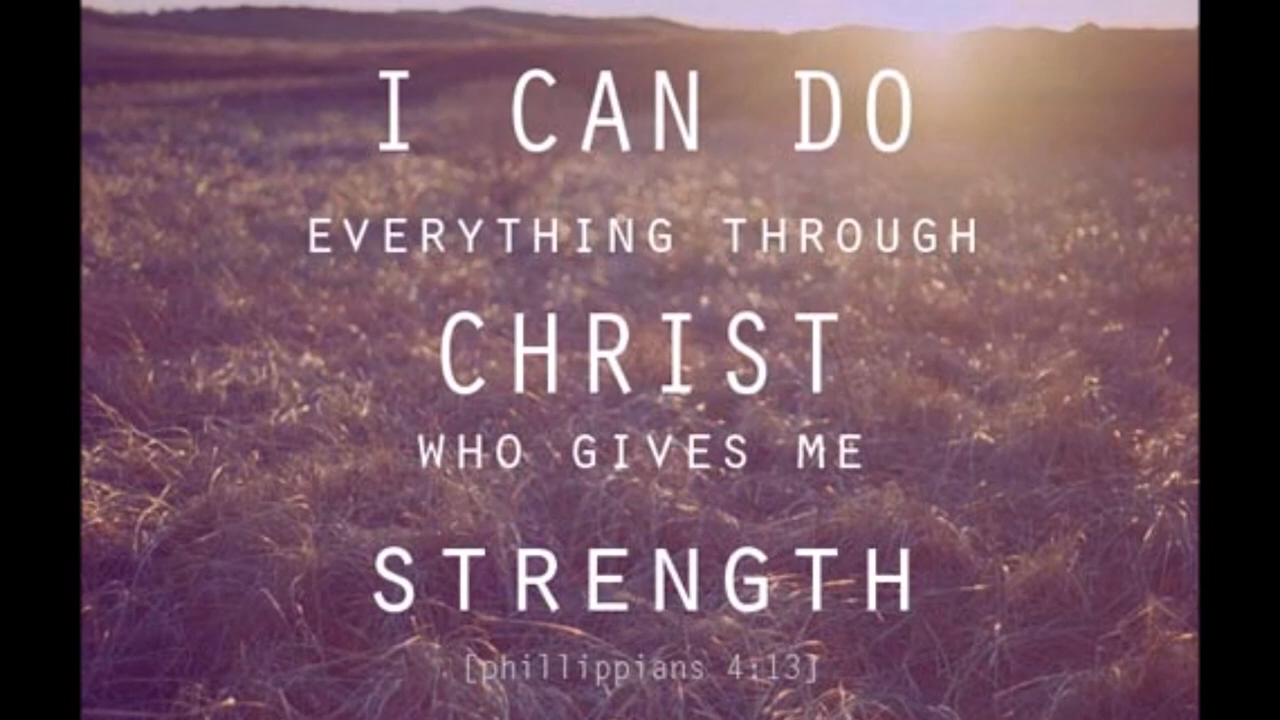 I CAN DO
EVERYTHING THROUGH
CHRIST
WHO GIVES ME
STRENGTH
[phillippians 4:13]